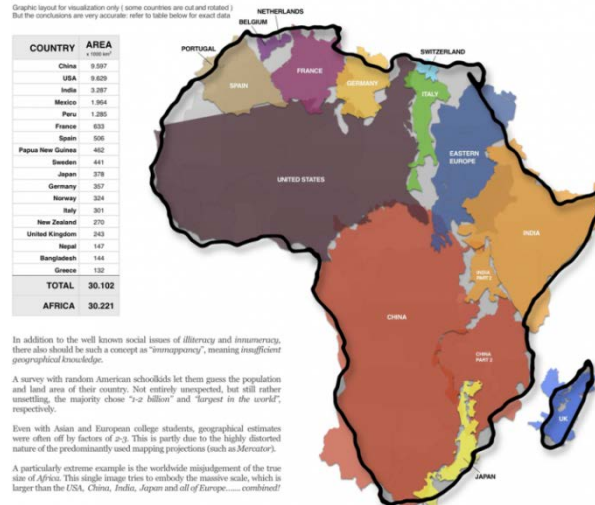 Graphic layout for visualization only ( some countries are cut and rotated )
But the conclusions are very accurate: refer to table below for exact data
COUNTRY AREA
x 1000 km²
China 9.597
USA 9.629
India 3.287
Mexico 1.964
Peru 1.285
France 633
Spain 506
Papua New Guinea 462
Sweden 441
Japan 378
Germany 357
Norway 324
Italy 301
New Zealand 270
United Kingdom 243
Nepal 147
Bangladesh 144
Greece 132
TOTAL 30.102
AFRICA 30.221
In addition to the well known social issues of illiteracy and innumeracy,
there also should be such a concept as "immappancy", meaning insufficient
geographical knowledge.
A survey with random American schoolkids let them guess the population
and land area of their country. Not entirely unexpected, but still rather
unsettling, the majority chose "1-2 billion" and "largest in the world",
respectively.
Even with Asian and European college students, geographical estimates
were often off by factors of 2-3. This is partly due to the highly distorted
nature of the predominantly used mapping projections (such as Mercator).
A particularly extreme example is the worldwide misjudgement of the true
size of Africa. This single image tries to embody the massive scale, which is
larger than the USA, China, India, Japan and all of Europe...... combined!
NETHERLANDS
BELGIUM
PORTUGAL
SWITZERLAND
SPAIN
FRANCE
GERMANY
ITALY
EASTERN
EUROPE
UNITED STATES
INDIA
INDIA
PART 2
CHINA
CHINA
PART 2
UK
JAPAN